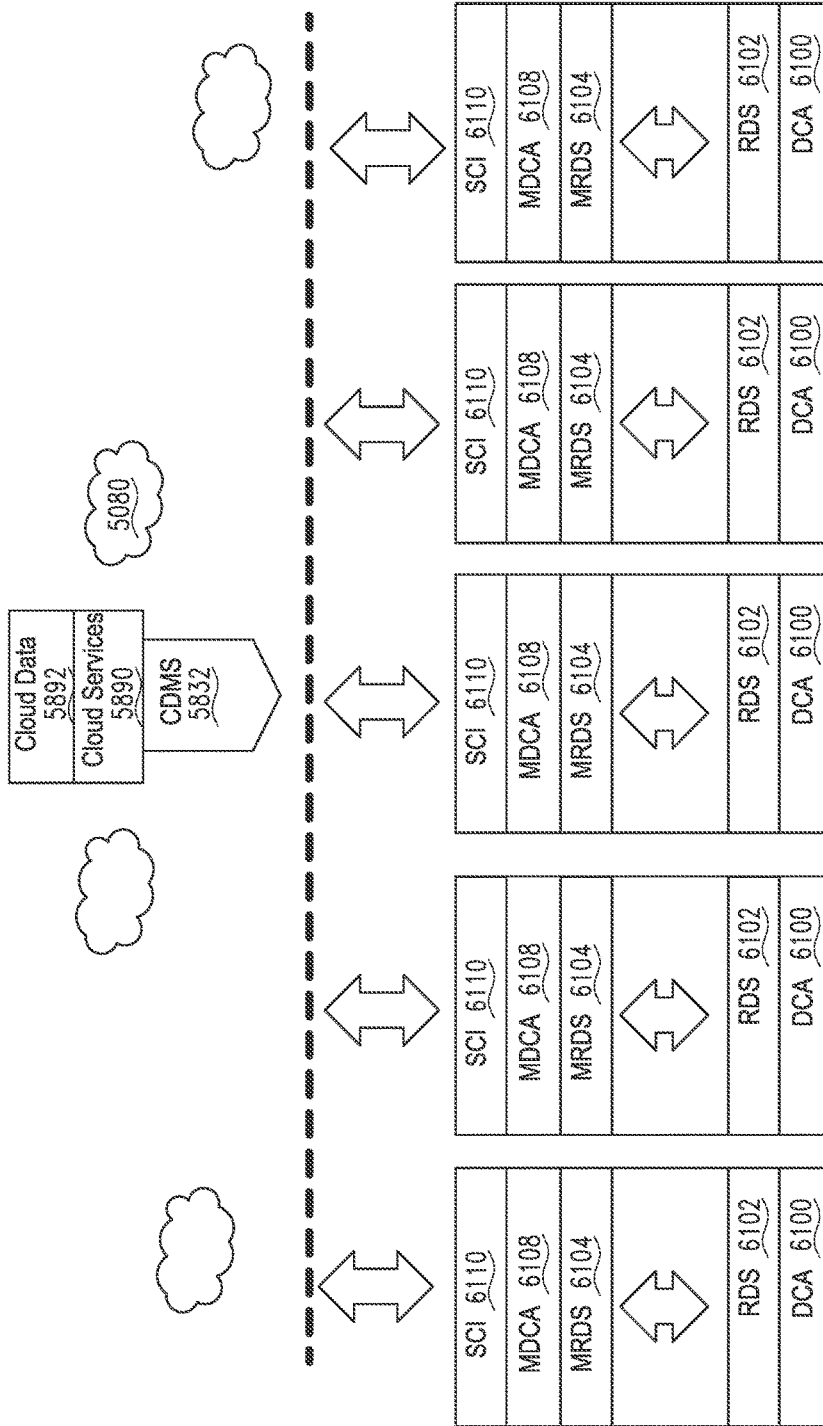 Cloud Data
5892
Cloud Services
5890
CDMS
5832
5080
SCI 6110
MDCA 6108
MRDS 6104
RDS 6102
DCA 6100
SCI 6110
MDCA 6108
MRDS 6104
RDS 6102
DCA 6100
SCI 6110
MDCA 6108
MRDS 6104
RDS 6102
DCA 6100
SCI 6110
MDCA 6108
MRDS 6104
RDS 6102
DCA 6100
SCI 6110
MDCA 6108
MRDS 6104
RDS 6102
DCA 6100